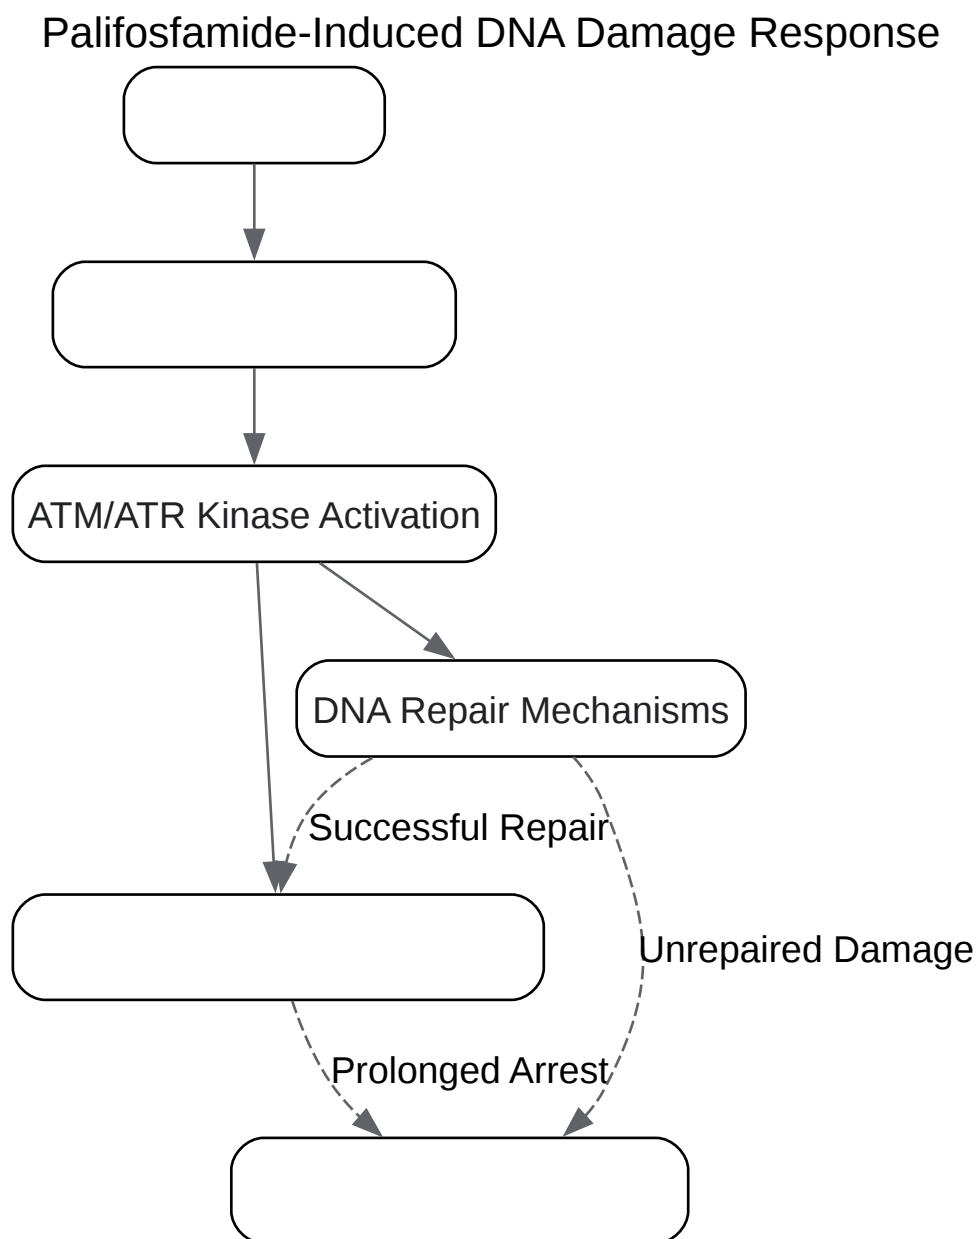 Palifosfamide-Induced DNA Damage Response
ATM/ATR Kinase Activation
DNA Repair Mechanisms
Successful Repair
Unrepaired Damage
Prolonged Arrest